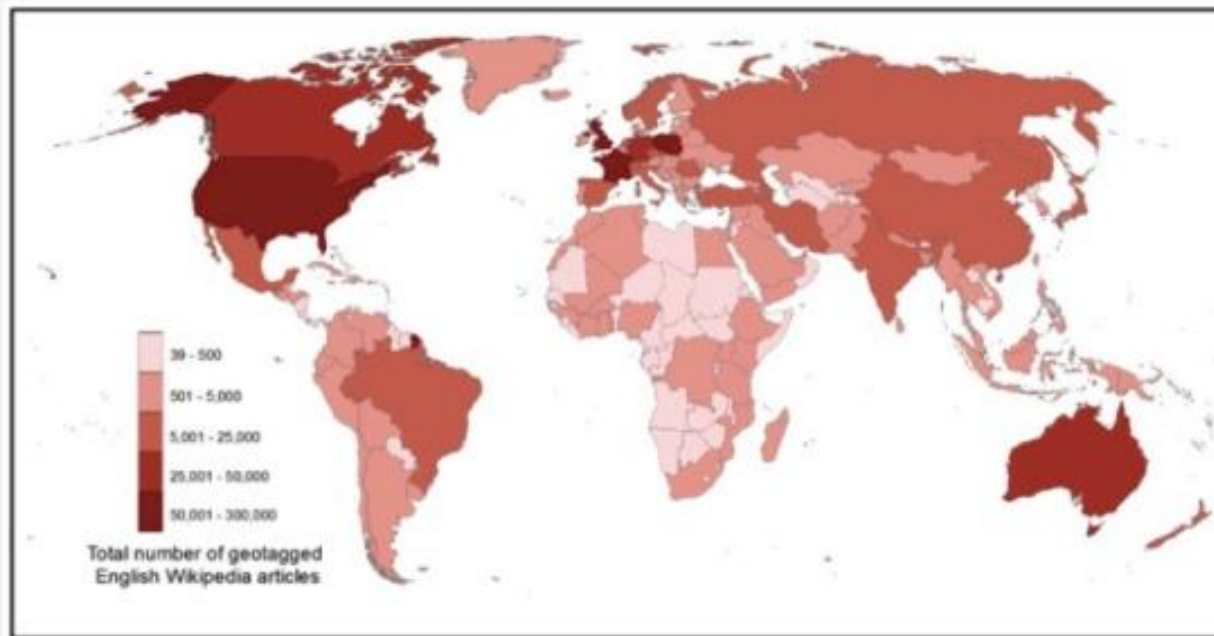 39 - 500
501 - 5,000
5,001 - 25,000
25,001 - 50,000
50,001 - 300,000
Total number of geotagged
English Wikipedia articles